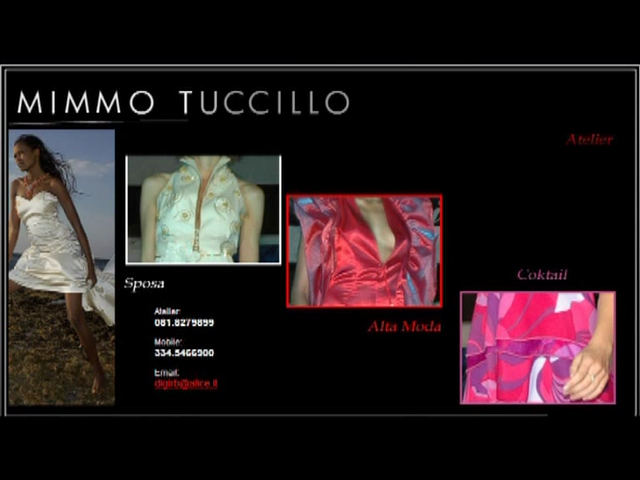 MIMMO TUCCILLO
Atelier
Sposa
Coktail
Atelier:
081.8279899
Alta Moda
Mobile:
334.5466900
Email: